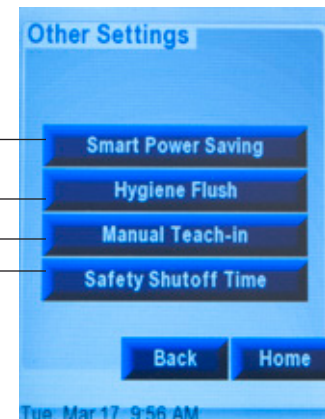 Other Settings
Smart Power Saving
Hygiene Flush
Manual Teach-in
Safety Shutoff Time
Back Home
Tue, Mar 17 9:56 AM